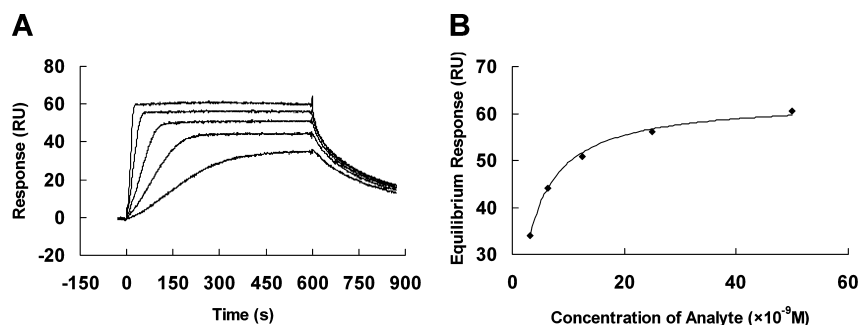 A
Response (RU)
80
60
40
20
0
-20
-150 0 150 300 450 600 750 900
Time (s)
B
Equilibrium Response (RU)
70
60
50
40
30
0 20 40 60
Concentration of Analyte (×10⁻⁹M)